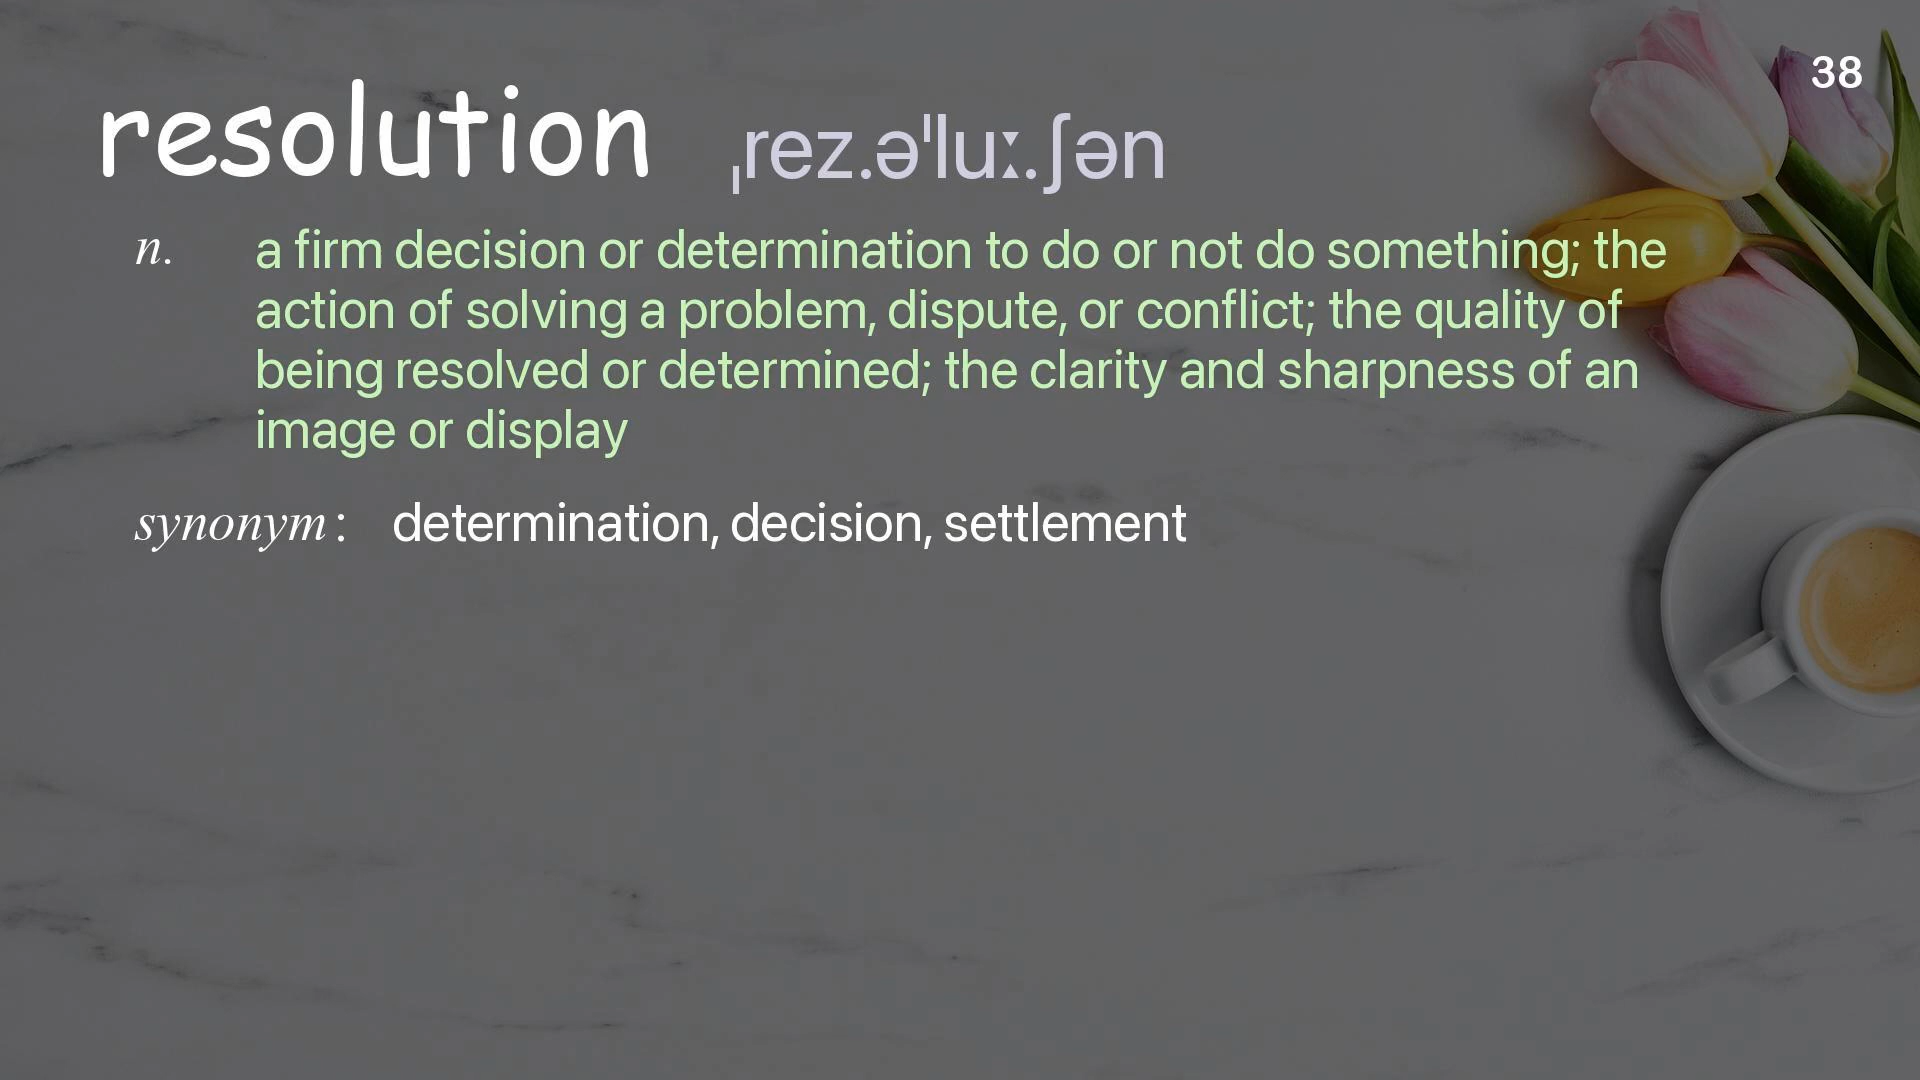 38
resolution ˌrez.əˈluː.ʃən
n. a firm decision or determination to do or not do something; the
action of solving a problem, dispute, or conflict; the quality of
being resolved or determined; the clarity and sharpness of an
image or display
synonym: determination, decision, settlement